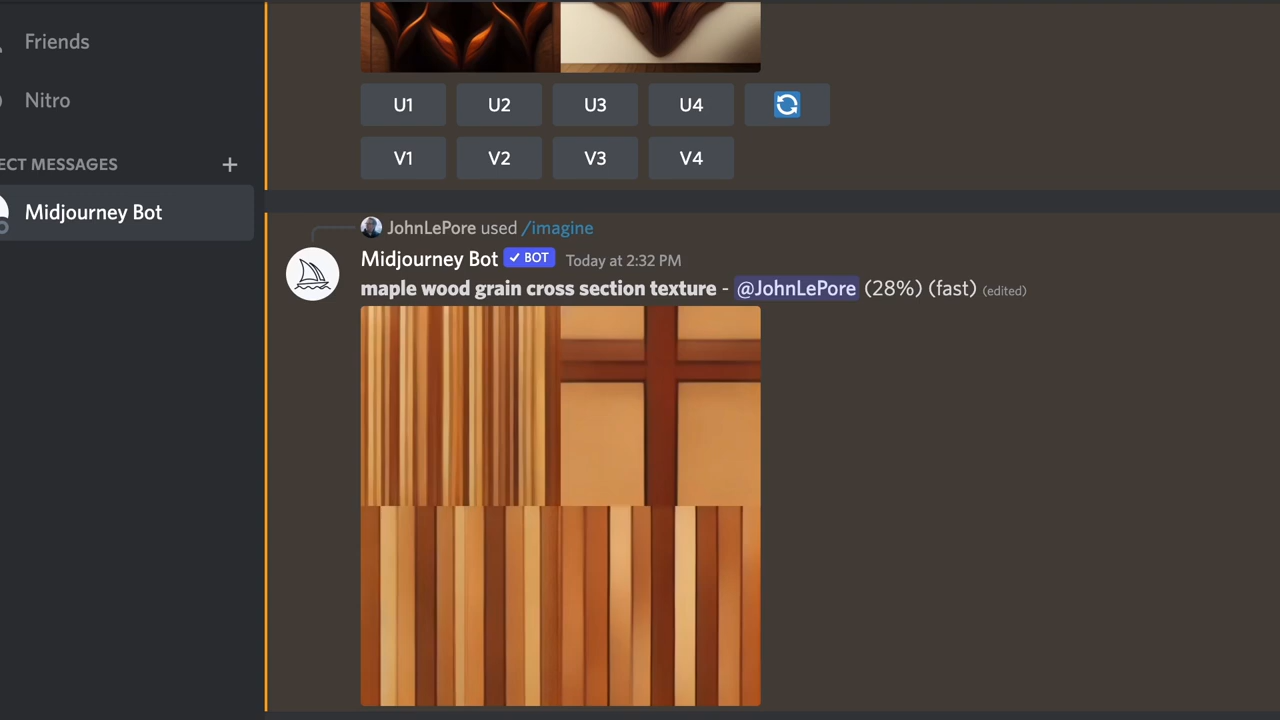 Friends
Nitro
ECT MESSAGES +
Midjourney Bot
U1 U2 U3 U4
V1 V2 V3 V4
JohnLePore used /imagine
Midjourney Bot ✓ BOT Today at 2:32 PM
maple wood grain cross section texture - @JohnLePore (28%) (fast) (edited)